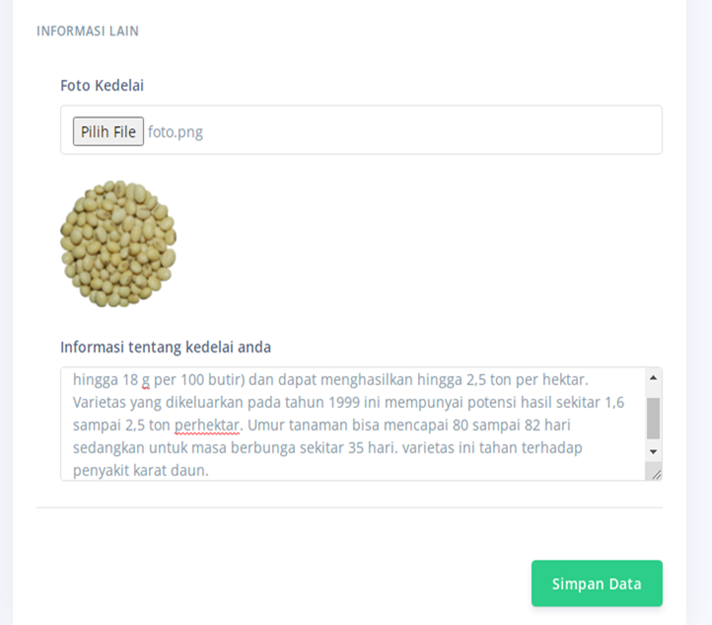 INFORMASI LAIN
Foto Kedelai
Pilih File foto.png
Informasi tentang kedelai anda
hingga 18 g per 100 butir) dan dapat menghasilkan hingga 2,5 ton per hektar.
Varietas yang dikeluarkan pada tahun 1999 ini mempunyai potensi hasil sekitar 1,6
sampai 2,5 ton perhektar. Umur tanaman bisa mencapai 80 sampai 82 hari
sedangkan untuk masa berbunga sekitar 35 hari. varietas ini tahan terhadap
penyakit karat daun.
Simpan Data